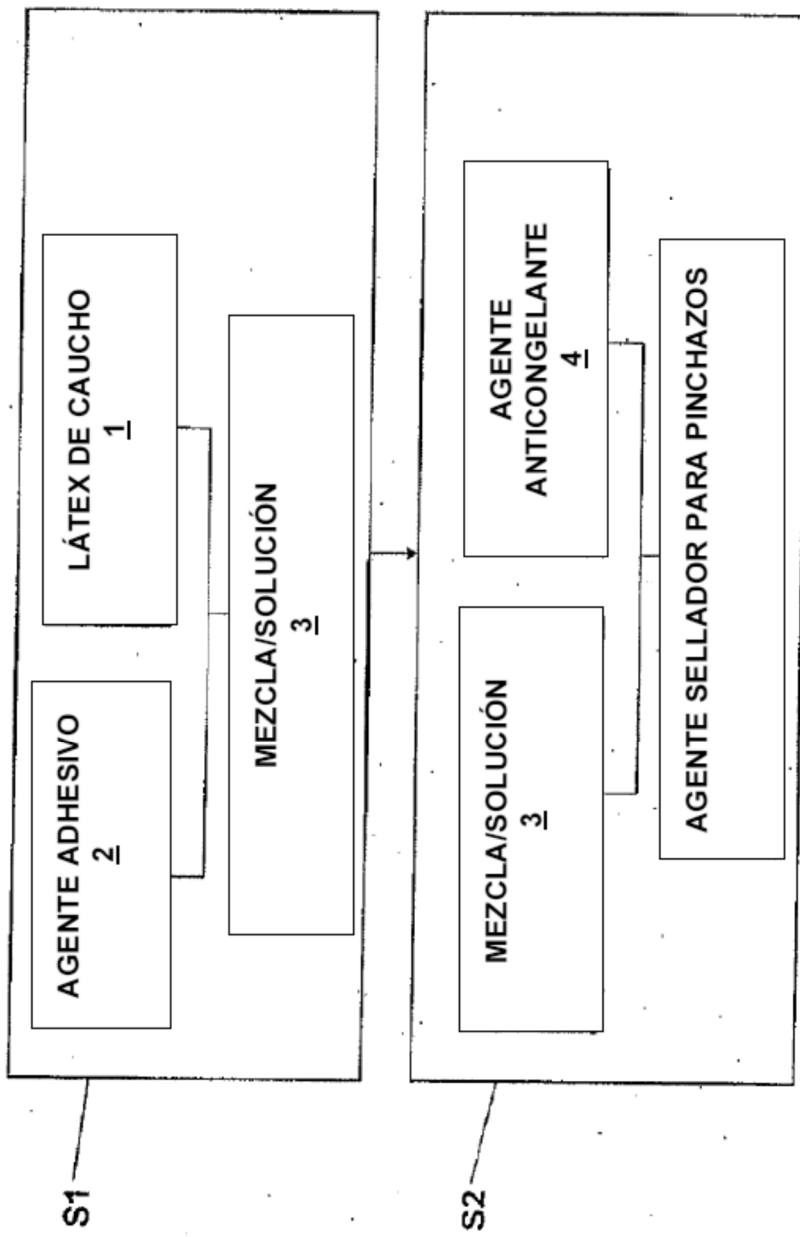 S1
AGENTE ADHESIVO
2
LÁTEX DE CAUCHO
1
MEZCLA/SOLUCIÓN
3
S2
MEZCLA/SOLUCIÓN
3
AGENTE
ANTICONGELANTE
4
AGENTE SELLADOR PARA PINCHAZOS